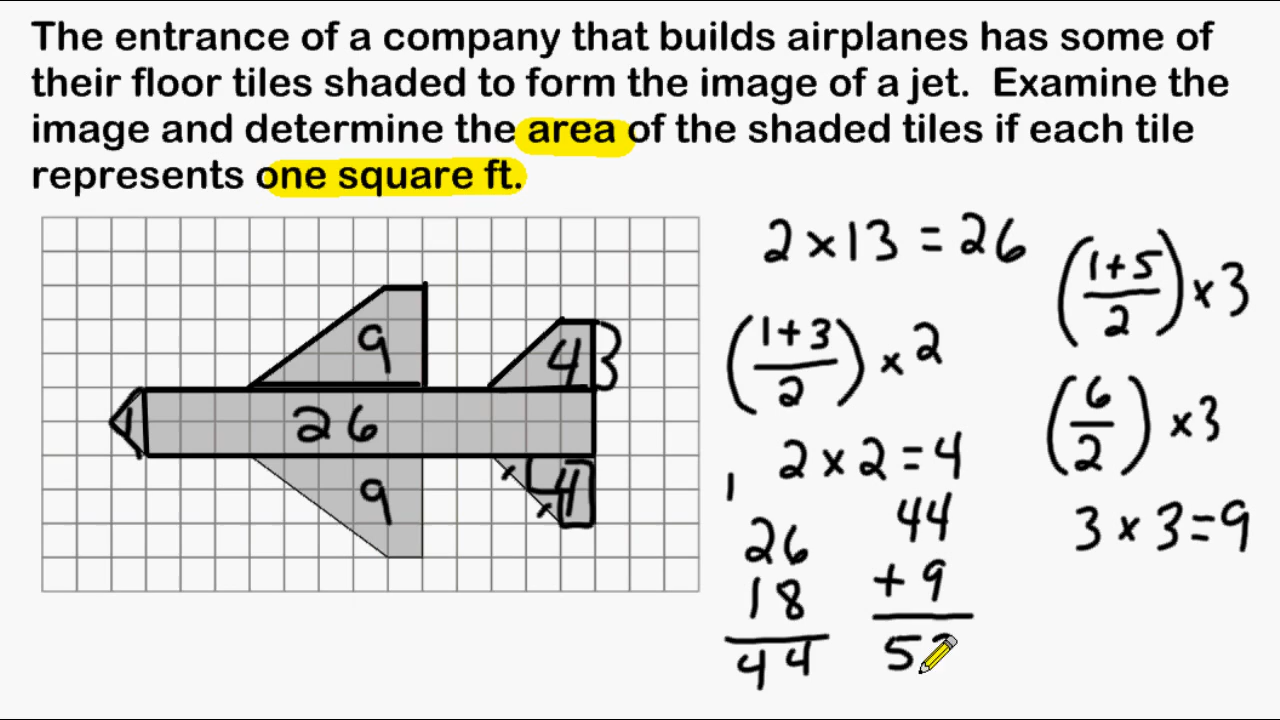 The entrance of a company that builds airplanes has some of
their floor tiles shaded to form the image of a jet. Examine the
image and determine the area of the shaded tiles if each tile
represents one square ft.
2 × 13 = 26
(1+5/2) × 3
(1+3/2) × 2
9
4 3
(6/2) × 3
1
26
2 × 2 = 4
9
4
3 × 3 = 9
1
26
18
44
44
+ 9
5